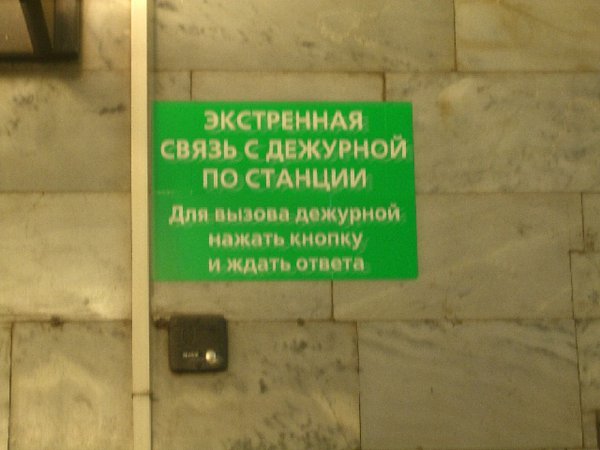 ЭКСТРЕННАЯ
СВЯЗЬ С ДЕЖУРНОЙ
ПО СТАНЦИИ
Для вызова дежурной
нажать кнопку
и ждать ответа